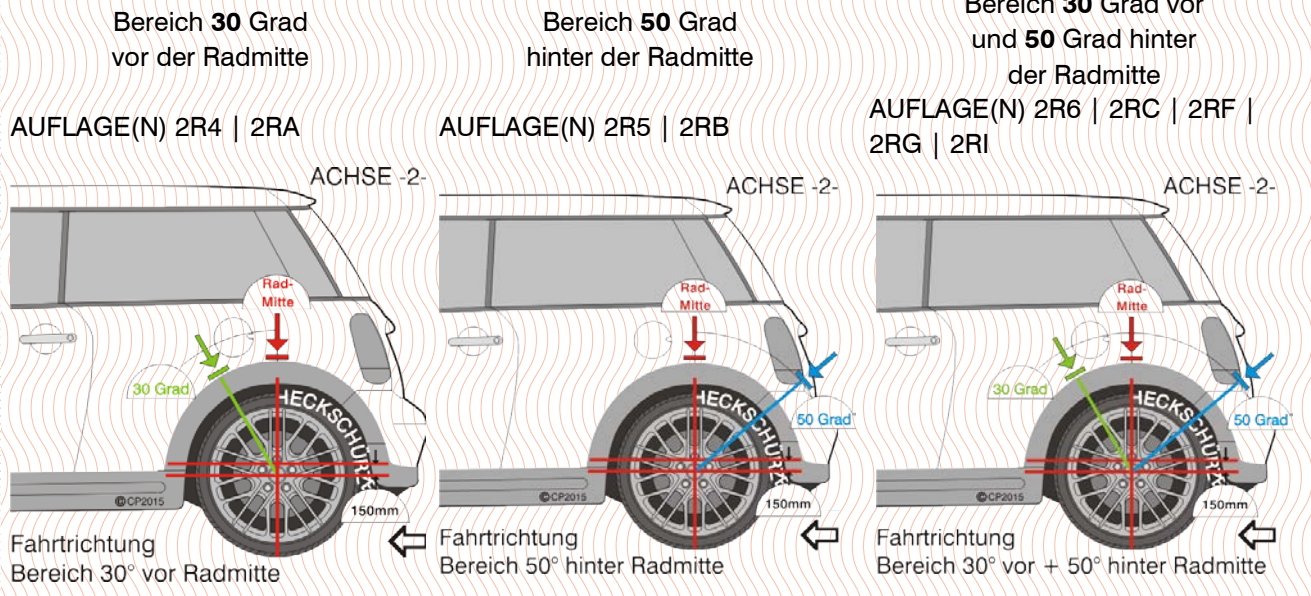 Bereich 30 Grad
vor der Radmitte
AUFLAGE(N) 2R4 | 2RA
ACHSE -2-
Rad-
Mitte
30 Grad
HECKSCHÜRZE
©CP2015
150mm
Fahrtrichtung
Bereich 30° vor Radmitte
Bereich 50 Grad
hinter der Radmitte
AUFLAGE(N) 2R5 | 2RB
ACHSE -2-
Rad-
Mitte
50 Grad°
©CP2015
150mm
Fahrtrichtung
Bereich 50° hinter Radmitte
Bereich 30 Grad vor
und 50 Grad hinter
der Radmitte
AUFLAGE(N) 2R6 | 2RC | 2RF |
2RG | 2RI
ACHSE -2-
Rad-
Mitte
30 Grad
50 Grad°
©CP2015
150mm
Fahrtrichtung
Bereich 30° vor + 50° hinter Radmitte